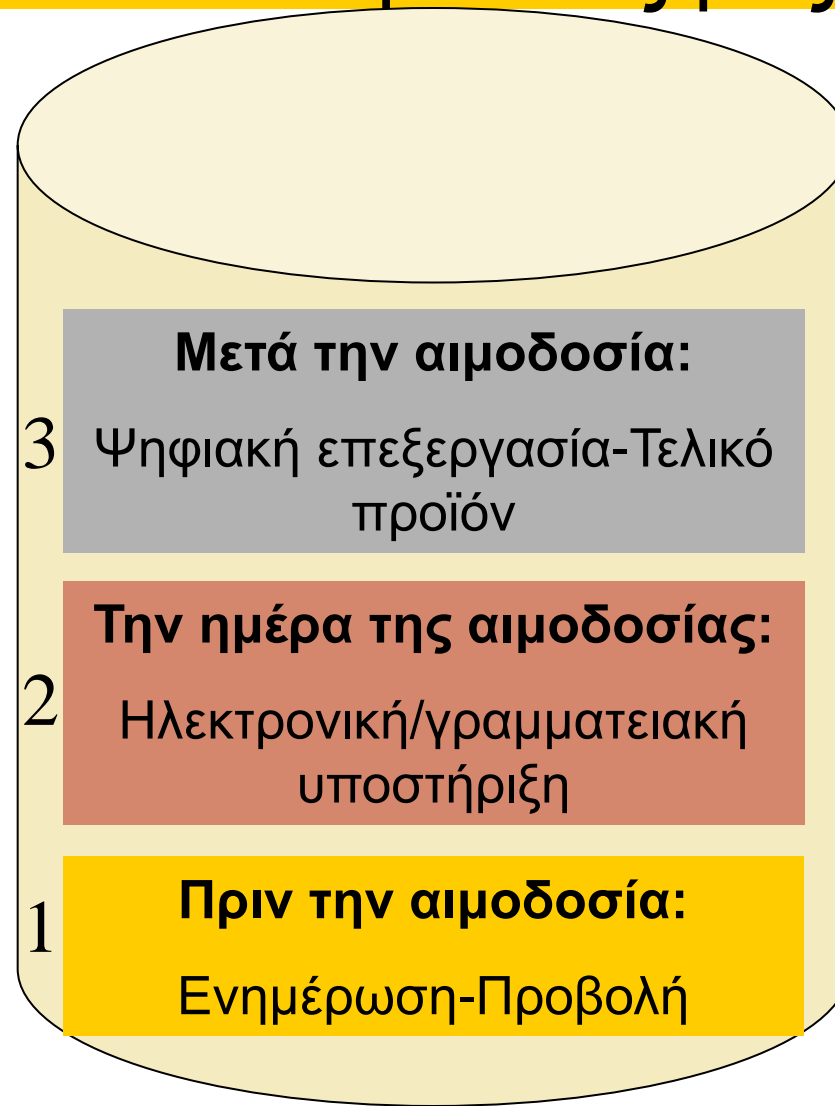 Μετά την αιμοδοσία:
3
Ψηφιακή επεξεργασία-Τελικό
προϊόν
Την ημέρα της αιμοδοσίας:
2
Ηλεκτρονική/γραμματειακή
υποστήριξη
Πριν την αιμοδοσία:
1
Ενημέρωση-Προβολή